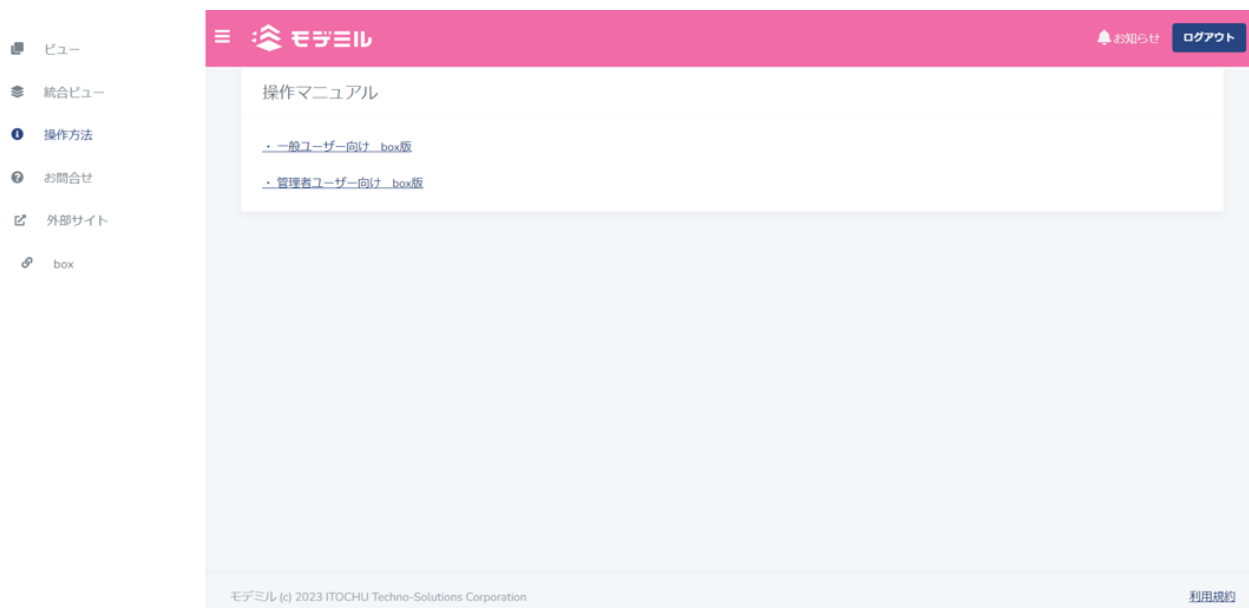 モデミル
お知らせ
ログアウト
ビュー
統合ビュー
操作方法
お問合せ
外部サイト
box
操作マニュアル
・ 一般ユーザー向け　box版
・ 管理者ユーザー向け　box版
モデミル (c) 2023 ITOCHU Techno-Solutions Corporation
利用規約